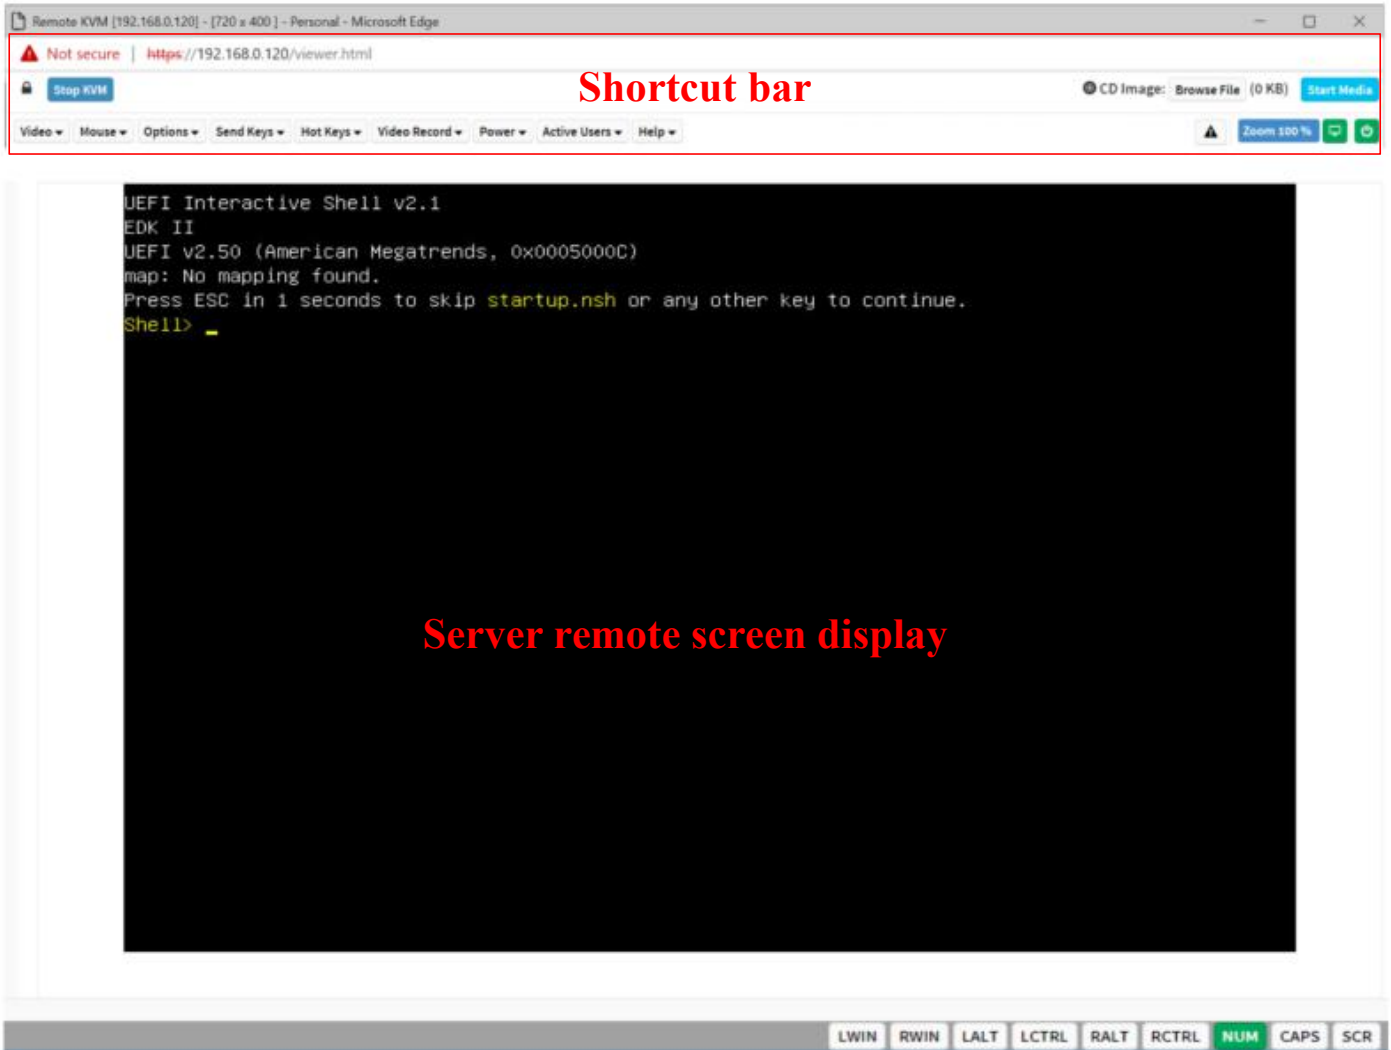 Remote KVM [192.168.0.120] - [720 x 400 ] - Personal - Microsoft Edge
Not secure | https://192.168.0.120/viewer.html
Shortcut bar
Stop KVM CD Image: Browse File (0 KB) Start Media
Video Mouse Options Send Keys Hot Keys Video Record Power Active Users Help Zoom 100 %
UEFI Interactive Shell v2.1
EDK II
UEFI v2.50 (American Megatrends, 0x0005000C)
map: No mapping found.
Press ESC in 1 seconds to skip startup.nsh or any other key to continue.
Shell> _
Server remote screen display
LWIN RWIN LALT LCTRL RALT RCTRL NUM CAPS SCR